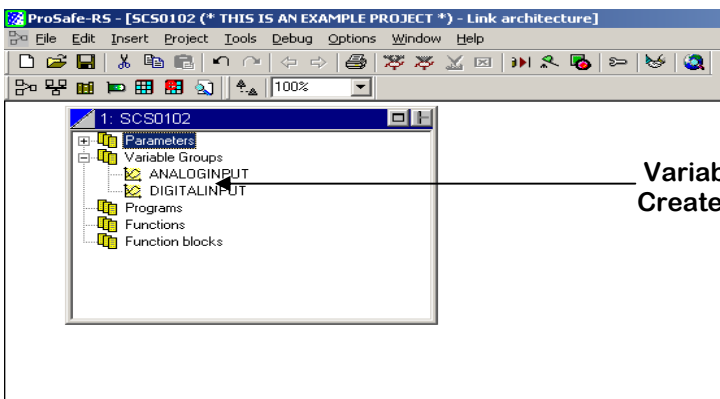 ProSafe-RS - [SCS0102 (* THIS IS AN EXAMPLE PROJECT *) - Link architecture]
File Edit Insert Project Tools Debug Options Window Help
100%
1: SCS0102
Parameters
Variable Groups
ANALOGINPUT
DIGITALINPUT
Programs
Functions
Function blocks
Variab
Create